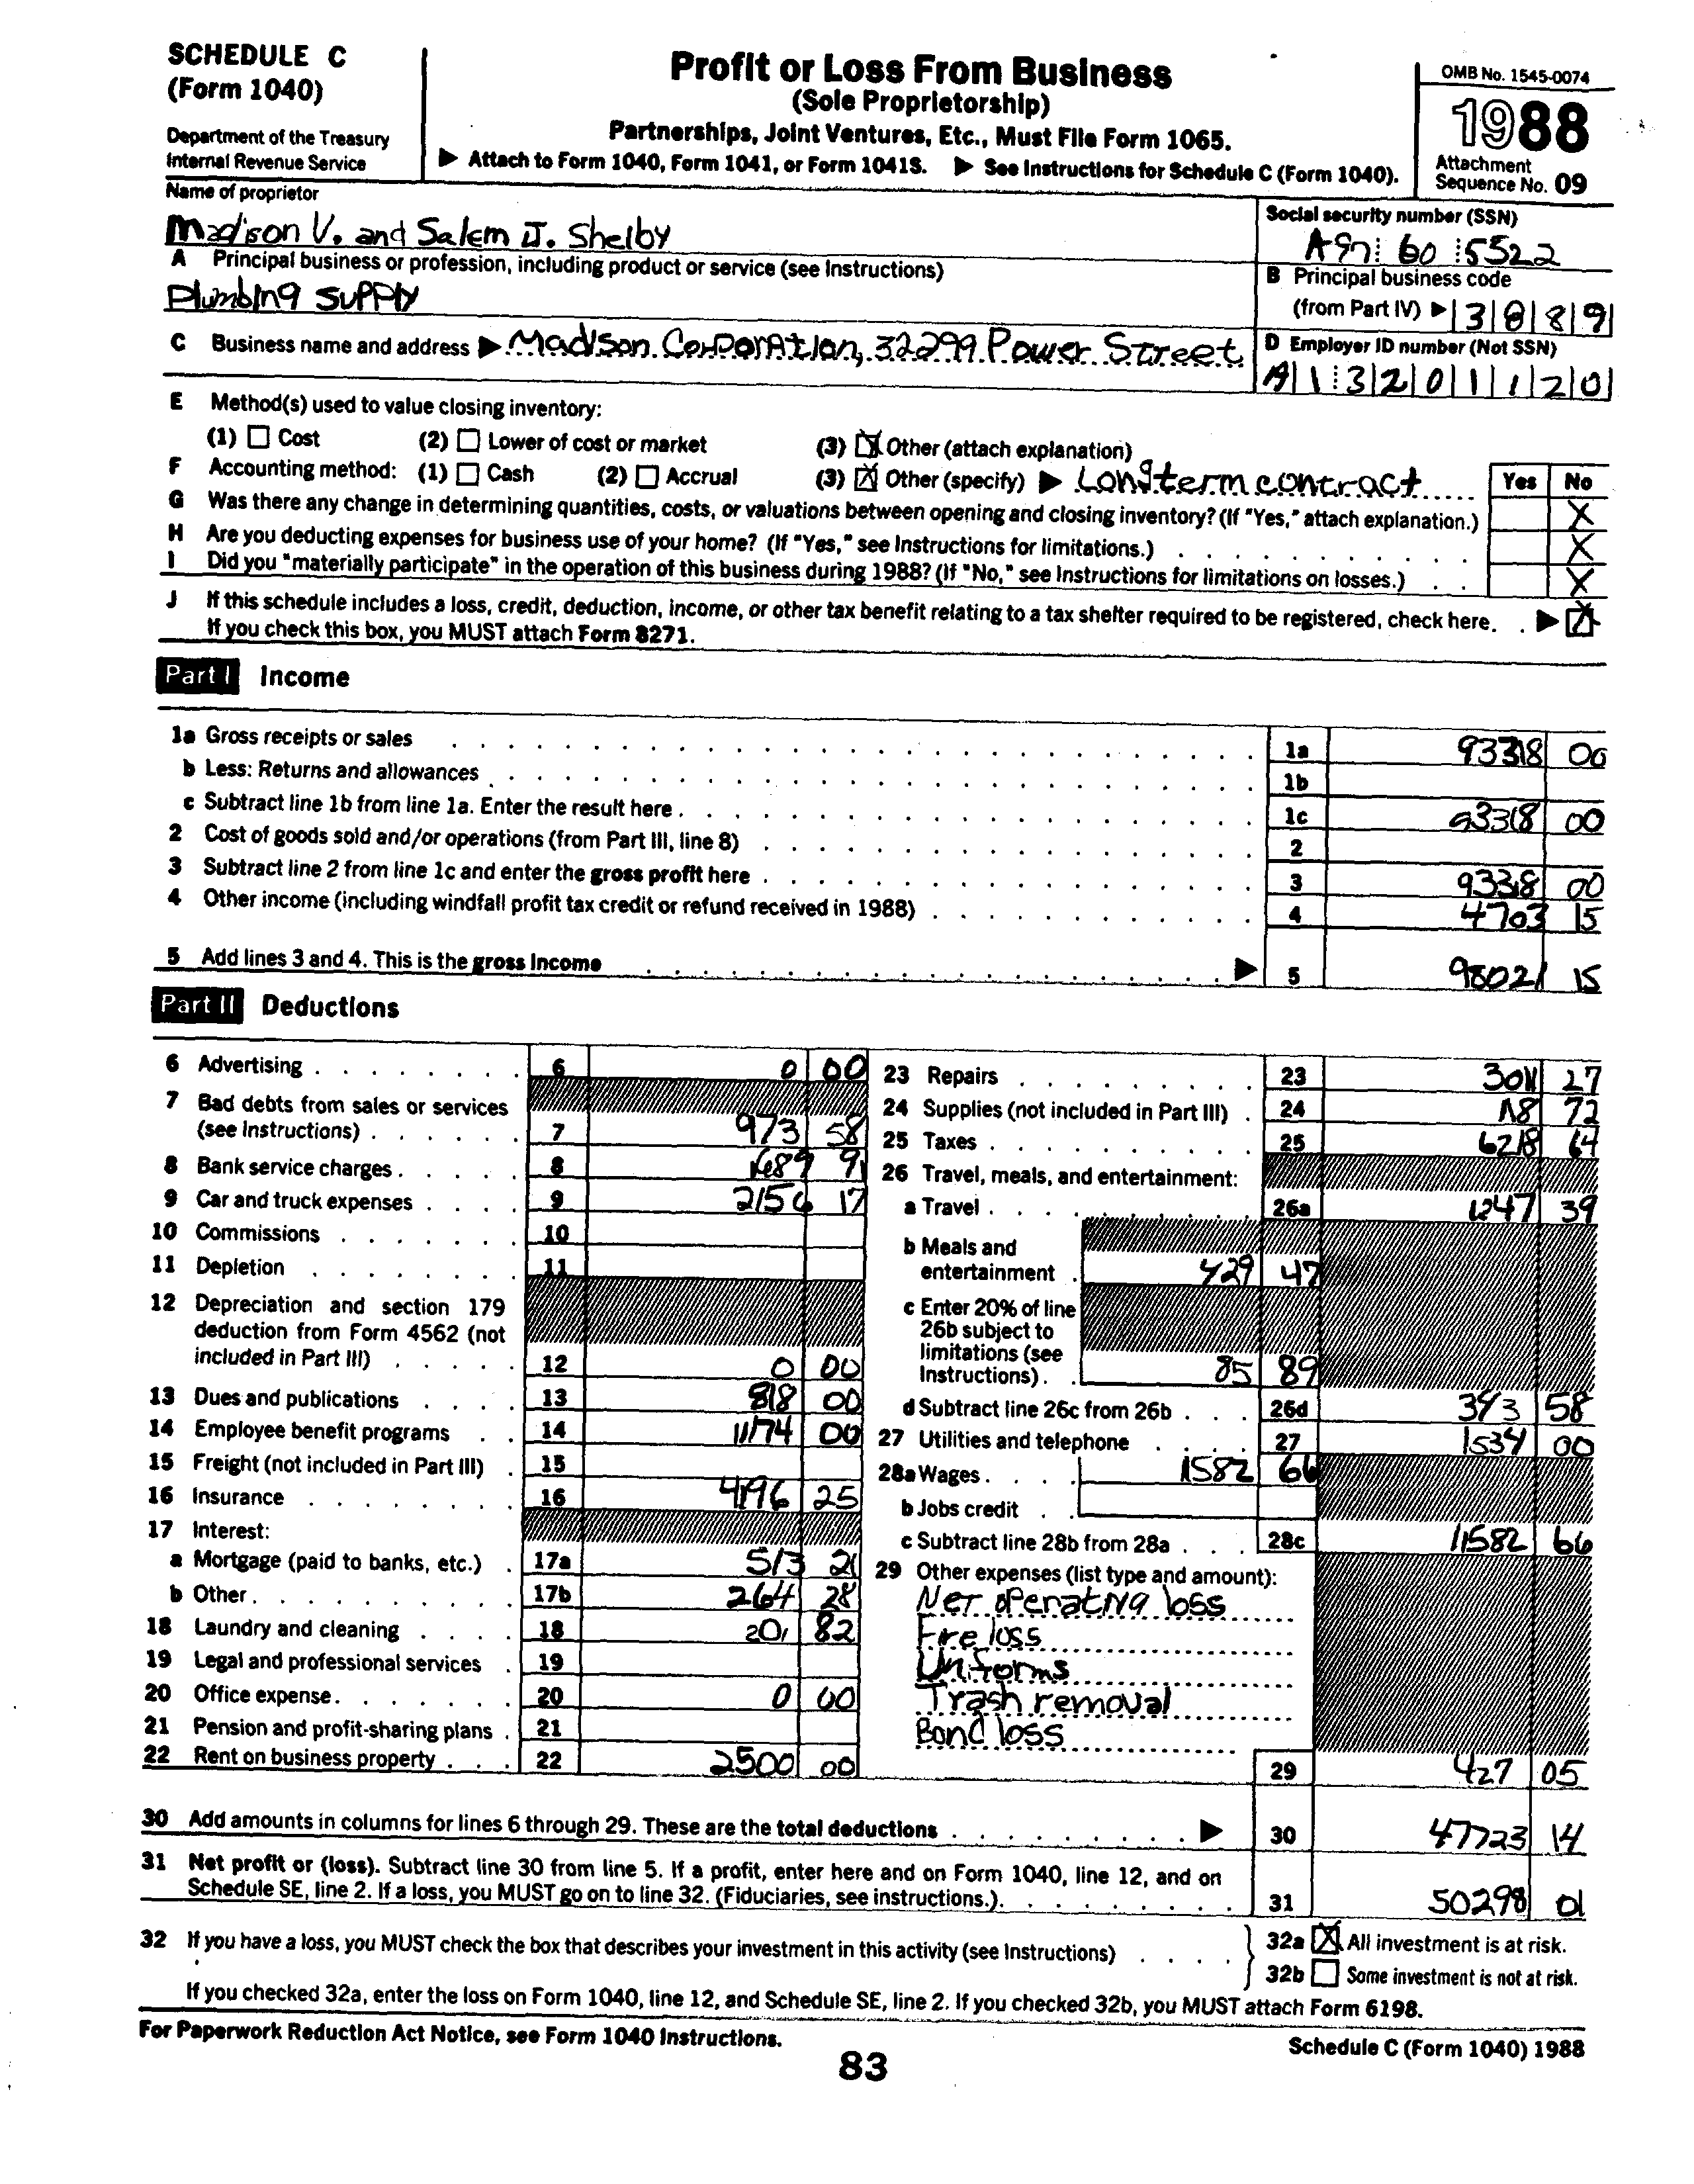 SCHEDULE C
(Form 1040)
Department of the Treasury
Internal Revenue Service
Profit or Loss From Business
(Sole Proprietorship)
Partnerships, Joint Ventures, Etc., Must File Form 1065.
▶ Attach to Form 1040, Form 1041, or Form 1041S. ▶ See Instructions for Schedule C (Form 1040).
OMB No. 1545-0074
1988
Attachment
Sequence No. 09
Name of proprietor
Madison V. and Salem J. Shelby
Social security number (SSN)
A97 60 5522
A Principal business or profession, including product or service (see Instructions)
Plumbing supply
B Principal business code
(from Part IV) ▶ 3889
C Business name and address ▶ Madison Corporation, 32299 Power Street
D Employer ID number (Not SSN)
A13201120
E Method(s) used to value closing inventory:
(1) ☐ Cost (2) ☐ Lower of cost or market (3) ☒ Other (attach explanation)
F Accounting method: (1) ☐ Cash (2) ☐ Accrual (3) ☒ Other (specify) ▶ Longterm contract
Yes No
G Was there any change in determining quantities, costs, or valuations between opening and closing inventory? (If "Yes," attach explanation.) X
H Are you deducting expenses for business use of your home? (If "Yes," see Instructions for limitations.) X
I Did you "materially participate" in the operation of this business during 1988? (If "No," see Instructions for limitations on losses.) X
J If this schedule includes a loss, credit, deduction, income, or other tax benefit relating to a tax shelter required to be registered, check here. ▶ ☒
If you check this box, you MUST attach Form 8271.
Part I Income
1a Gross receipts or sales 1a 93318 00
b Less: Returns and allowances 1b
c Subtract line 1b from line 1a. Enter the result here 1c 93318 00
2 Cost of goods sold and/or operations (from Part III, line 8) 2
3 Subtract line 2 from line 1c and enter the gross profit here 3 93318 00
4 Other income (including windfall profit tax credit or refund received in 1988) 4 4703 15
5 Add lines 3 and 4. This is the gross income ▶ 5 98021 15
Part II Deductions
6 Advertising 6 0 00
7 Bad debts from sales or services
(see Instructions) 7 973 58
8 Bank service charges 8 1689 91
9 Car and truck expenses 9 2156 17
10 Commissions 10
11 Depletion 11
12 Depreciation and section 179
deduction from Form 4562 (not
included in Part III) 12 0 00
13 Dues and publications 13 818 00
14 Employee benefit programs 14 11174 00
15 Freight (not included in Part III) 15
16 Insurance 16 4196 25
17 Interest:
a Mortgage (paid to banks, etc.) 17a 513 21
b Other 17b 264 28
18 Laundry and cleaning 18 201 82
19 Legal and professional services 19
20 Office expense 20 0 00
21 Pension and profit-sharing plans 21
22 Rent on business property 22 2500 00
23 Repairs 23 3011 27
24 Supplies (not included in Part III) 24 72
25 Taxes 25 6218 64
26 Travel, meals, and entertainment:
a Travel 26a 1247 39
b Meals and
entertainment 429 47
c Enter 20% of line
26b subject to
limitations (see
Instructions) 85 89
d Subtract line 26c from 26b 26d 343 58
27 Utilities and telephone 27 1534 00
28a Wages 11582 66
b Jobs credit
c Subtract line 28b from 28a 28c 11582 66
29 Other expenses (list type and amount):
Net operating loss
Fire loss
Uniforms
Trash removal
Bond loss
29 427 05
30 Add amounts in columns for lines 6 through 29. These are the total deductions ▶ 30 47723 14
31 Net profit or (loss). Subtract line 30 from line 5. If a profit, enter here and on Form 1040, line 12, and on
Schedule SE, line 2. If a loss, you MUST go on to line 32. (Fiduciaries, see instructions.) 31 50298 01
32 If you have a loss, you MUST check the box that describes your investment in this activity (see Instructions)
32a ☒ All investment is at risk.
32b ☐ Some investment is not at risk.
If you checked 32a, enter the loss on Form 1040, line 12, and Schedule SE, line 2. If you checked 32b, you MUST attach Form 6198.
For Paperwork Reduction Act Notice, see Form 1040 Instructions.
Schedule C (Form 1040) 1988
83